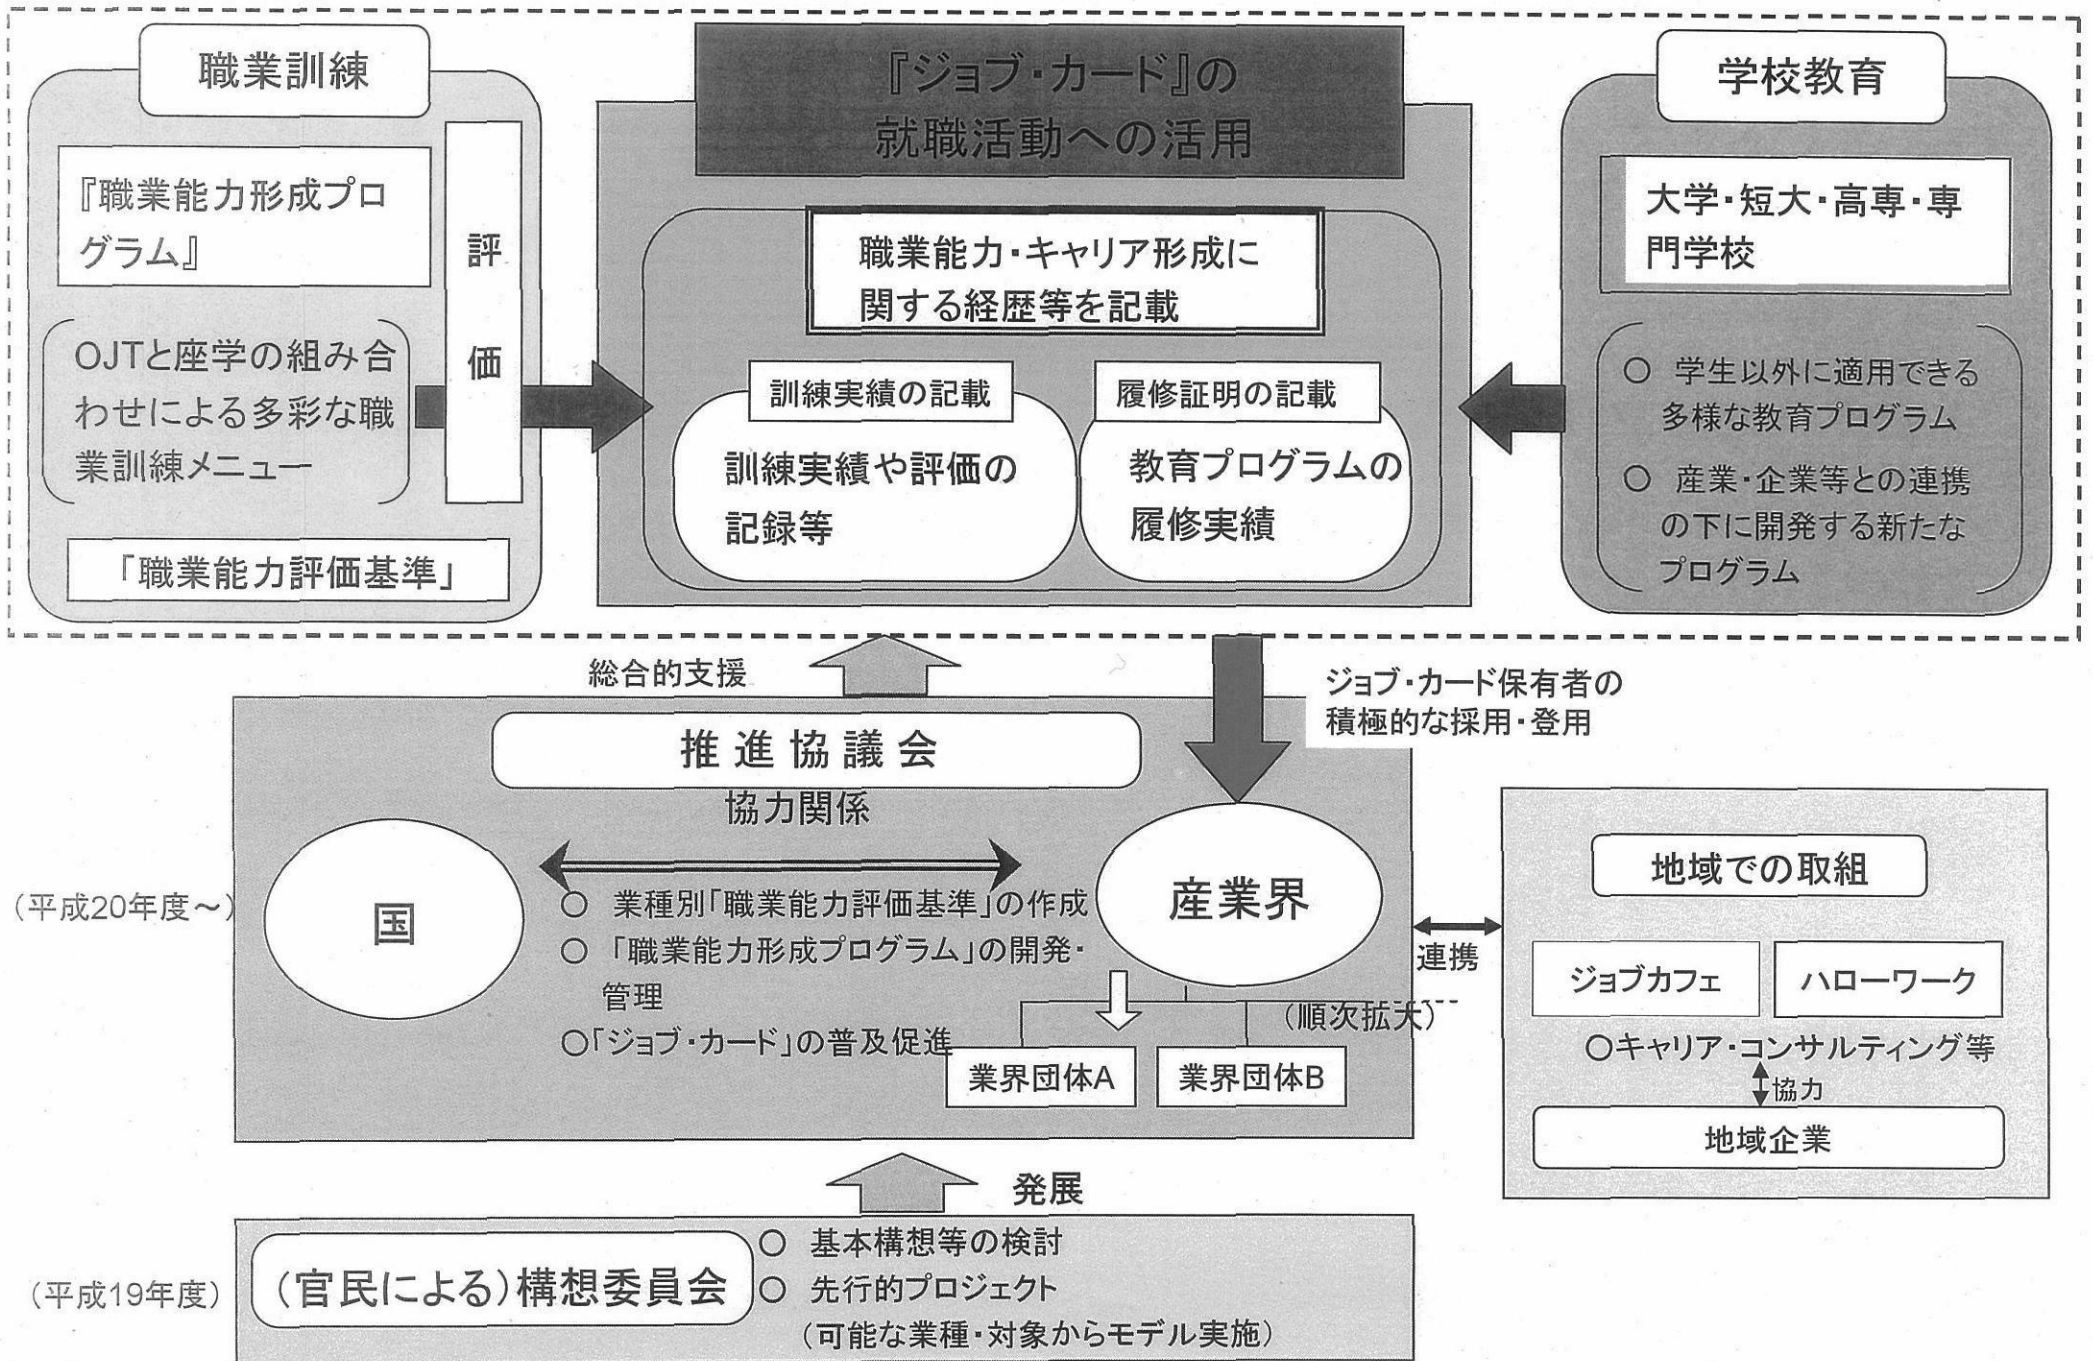 職業訓練
『職業能力形成プロ
グラム』
OJTと座学の組み合
わせによる多彩な職
業訓練メニュー
評
価
「職業能力評価基準」
『ジョブ・カード』の
就職活動への活用
職業能力・キャリア形成に
関する経歴等を記載
訓練実績の記載
訓練実績や評価の
記録等
履修証明の記載
教育プログラムの
履修実績
学校教育
大学・短大・高専・専
門学校
○ 学生以外に適用できる
多様な教育プログラム
○ 産業・企業等との連携
の下に開発する新たな
プログラム
総合的支援
ジョブ・カード保有者の
積極的な採用・登用
(平成20年度~)
推進協議会
協力関係
国
産業界
○ 業種別「職業能力評価基準」の作成
○ 「職業能力形成プログラム」の開発・
管理
○「ジョブ・カード」の普及促進
(順次拡大)
業界団体A
業界団体B
連携
地域での取組
ジョブカフェ
ハローワーク
○キャリア・コンサルティング等
協力
地域企業
発展
(平成19年度)
(官民による)構想委員会
○ 基本構想等の検討
○ 先行的プロジェクト
(可能な業種・対象からモデル実施)